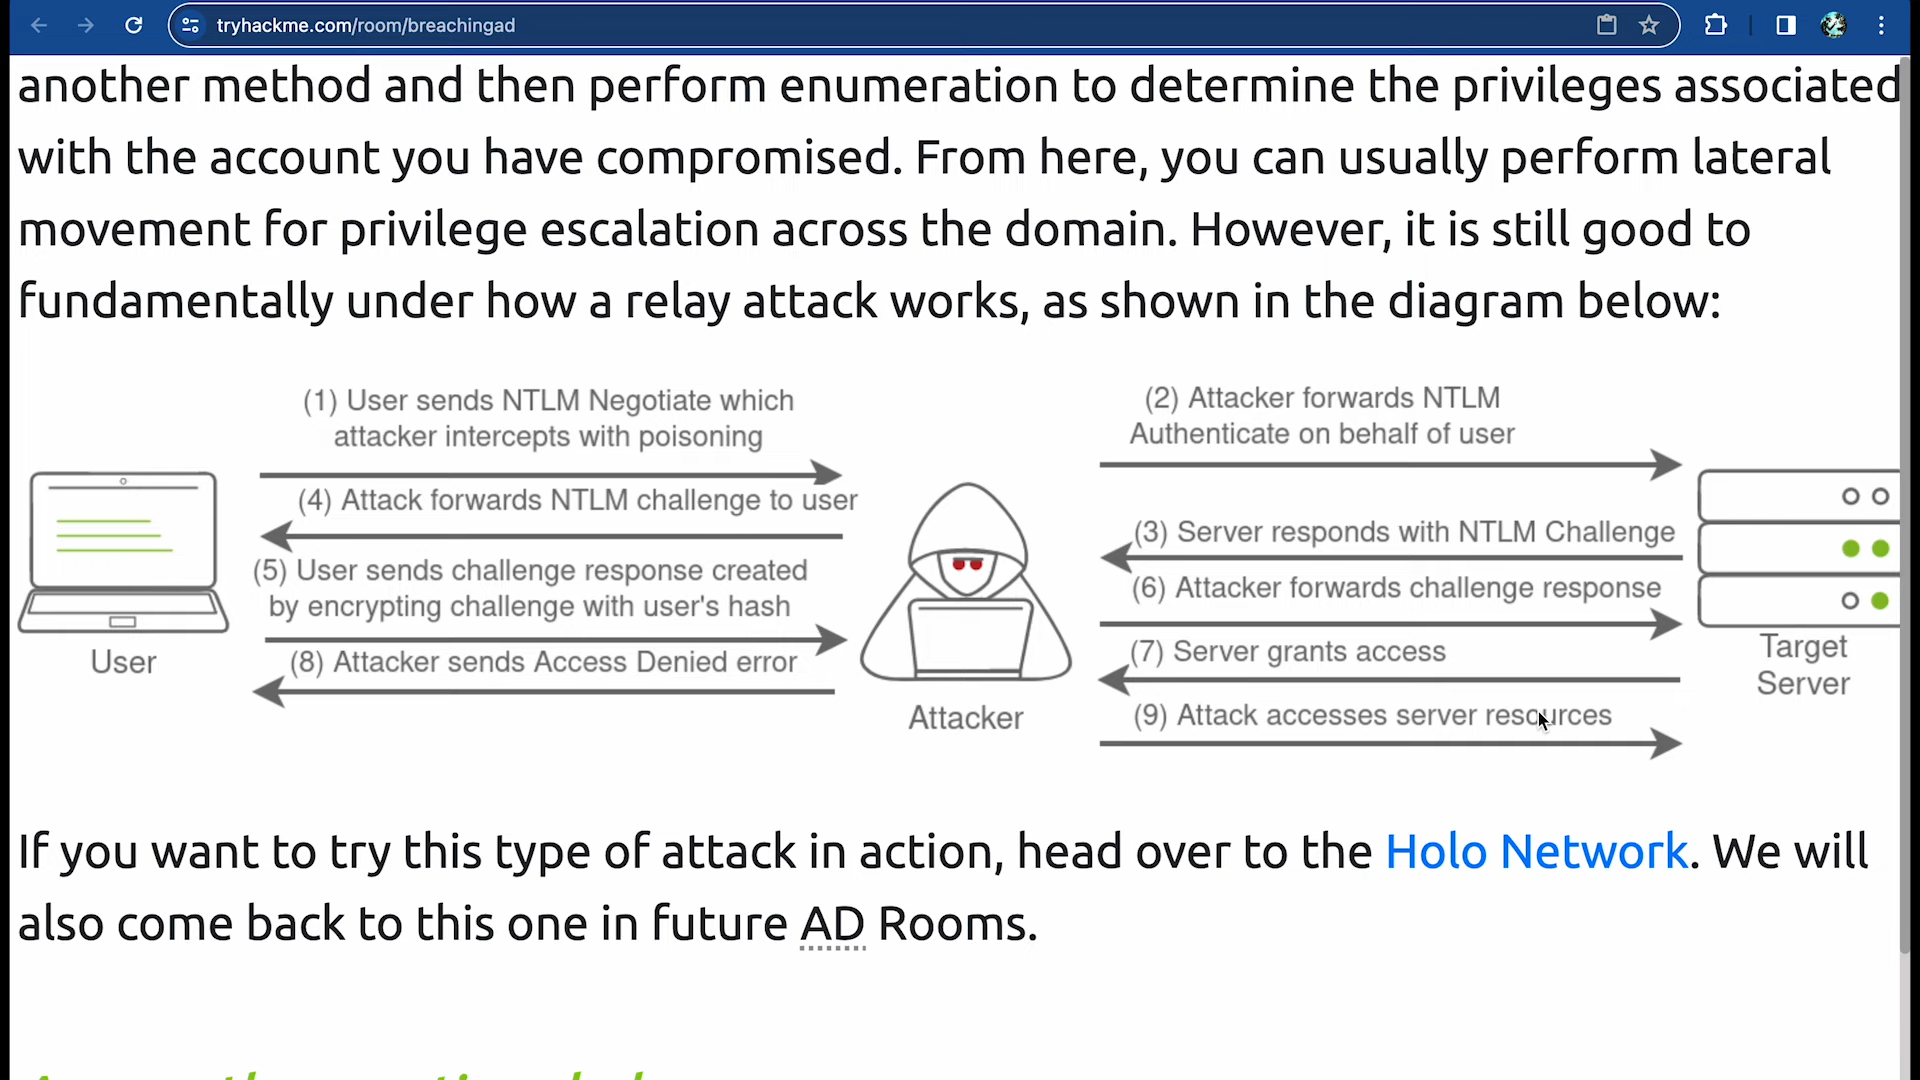 tryhackme.com/room/breachingad
another method and then perform enumeration to determine the privileges associated
with the account you have compromised. From here, you can usually perform lateral
movement for privilege escalation across the domain. However, it is still good to
fundamentally under how a relay attack works, as shown in the diagram below:
(1) User sends NTLM Negotiate which
attacker intercepts with poisoning
(2) Attacker forwards NTLM
Authenticate on behalf of user
(4) Attack forwards NTLM challenge to user
(3) Server responds with NTLM Challenge
(5) User sends challenge response created
by encrypting challenge with user's hash
(6) Attacker forwards challenge response
(8) Attacker sends Access Denied error
(7) Server grants access
User
Target
Server
Attacker
(9) Attack accesses server resources
If you want to try this type of attack in action, head over to the Holo Network. We will
also come back to this one in future AD Rooms.